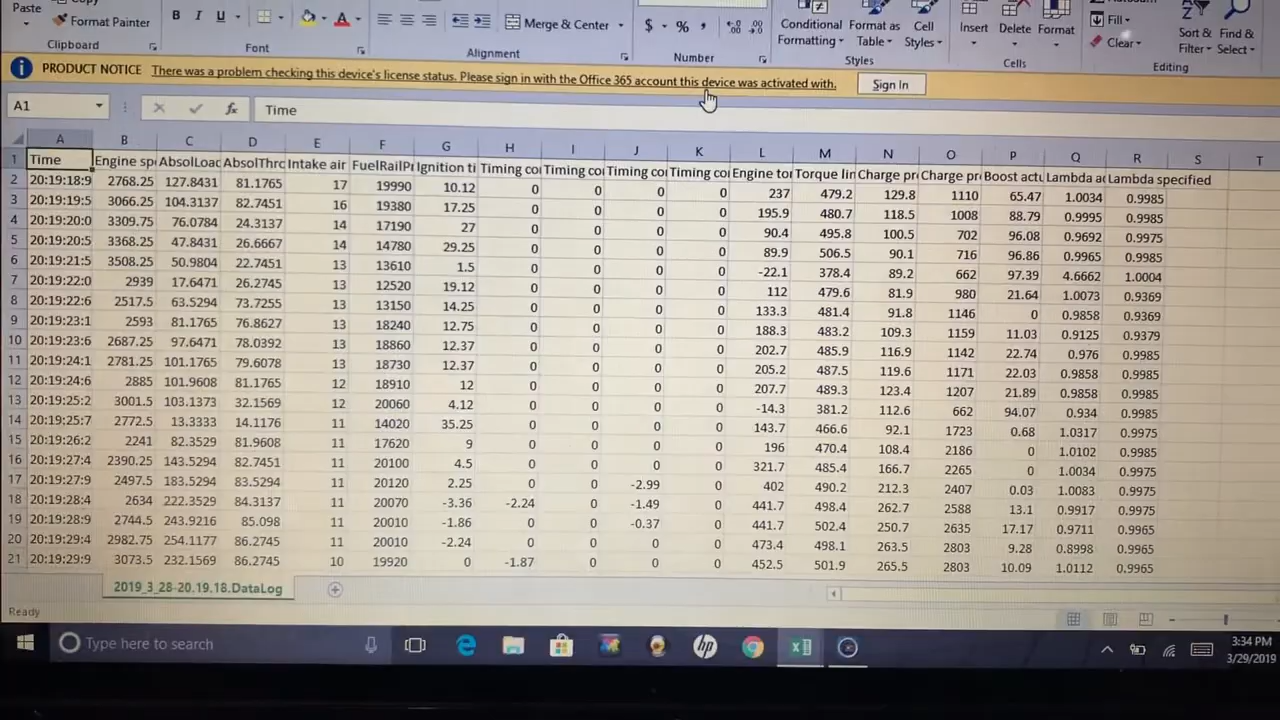 Paste
Format Painter
B I U
Merge & Center
$ % ,
Conditional Formatting
Format as Table
Cell Styles
Insert
Delete
Format
Fill
Clear
Sort & Filter
Find & Select
Clipboard
Font
Alignment
Number
Styles
Cells
Editing
PRODUCT NOTICE There was a problem checking this device's license status. Please sign in with the Office 365 account this device was activated with. Sign In
A1 fx Time
A B C D E F G H I J K L M N O P Q R S T
1 Time Engine sp AbsolLoad AbsolThro Intake air FuelRailPr Ignition ti Timing co Timing co Timing co Timing co Engine to Torque lin Charge pr Charge pr Boost actu Lambda a Lambda specified
2 20:19:18:9 2768.25 127.8431 81.1765 17 19990 10.12 0 0 0 0 237 479.2 129.8 1110 65.47 1.0034 0.9985
3 20:19:19:5 3066.25 104.3137 82.7451 16 19380 17.25 0 0 0 0 195.9 480.7 118.5 1008 88.79 0.9995 0.9985
4 20:19:20:0 3309.75 76.0784 24.3137 14 17190 27 0 0 0 0 90.4 495.8 100.5 702 96.08 0.9692 0.9975
5 20:19:20:5 3368.25 47.8431 26.6667 14 14780 29.25 0 0 0 0 89.9 506.5 90.1 716 96.86 0.9965 0.9985
6 20:19:21:5 3508.25 50.9804 22.7451 13 13610 1.5 0 0 0 0 -22.1 378.4 89.2 662 97.39 4.6662 1.0004
7 20:19:22:0 2939 17.6471 26.2745 13 12520 19.12 0 0 0 0 112 479.6 81.9 980 21.64 1.0073 0.9369
8 20:19:22:6 2517.5 63.5294 73.7255 13 13150 14.25 0 0 0 0 133.3 481.4 91.8 1146 0 0.9858 0.9369
9 20:19:23:1 2593 81.1765 76.8627 13 18240 12.75 0 0 0 0 188.3 483.2 109.3 1159 11.03 0.9125 0.9379
10 20:19:23:6 2687.25 97.6471 78.0392 13 18860 12.37 0 0 0 0 202.7 485.9 116.9 1142 22.74 0.976 0.9985
11 20:19:24:1 2781.25 101.1765 79.6078 13 18730 12.37 0 0 0 0 205.2 487.5 119.6 1171 22.03 0.9858 0.9985
12 20:19:24:6 2885 101.9608 81.1765 12 18910 12 0 0 0 0 207.7 489.3 123.4 1207 21.89 0.9858 0.9985
13 20:19:25:2 3001.5 103.1373 32.1569 12 20060 4.12 0 0 0 0 -14.3 381.2 112.6 662 94.07 0.934 0.9985
14 20:19:25:7 2772.5 13.3333 14.1176 11 14020 35.25 0 0 0 0 143.7 466.6 92.1 1723 0.68 1.0317 0.9975
15 20:19:26:2 2241 82.3529 81.9608 11 17620 9 0 0 0 0 196 470.4 108.4 2186 0 1.0102 0.9985
16 20:19:27:4 2390.25 143.5294 82.7451 11 20100 4.5 0 0 0 0 321.7 485.4 166.7 2265 0 1.0034 0.9975
17 20:19:27:9 2497.5 183.5294 83.5294 11 20120 2.25 0 0 -2.99 0 402 490.2 212.3 2407 0.03 1.0083 0.9975
18 20:19:28:4 2634 222.3529 84.3137 11 20070 -3.36 -2.24 0 -1.49 0 441.7 498.4 262.7 2588 13.1 0.9917 0.9975
19 20:19:28:9 2744.5 243.9216 85.098 11 20010 -1.86 0 0 -0.37 0 441.7 502.4 250.7 2635 17.17 0.9711 0.9965
20 20:19:29:4 2982.75 254.1177 86.2745 11 20010 -2.24 0 0 0 0 473.4 498.1 263.5 2803 9.28 0.8998 0.9965
21 20:19:29:9 3073.5 232.1569 86.2745 10 19920 0 -1.87 0 0 0 452.5 501.9 265.5 2803 10.09 1.0112 0.9965
2019_3_28-20.19.18.DataLog
Ready
Type here to search
hp
3:34 PM
3/29/2019